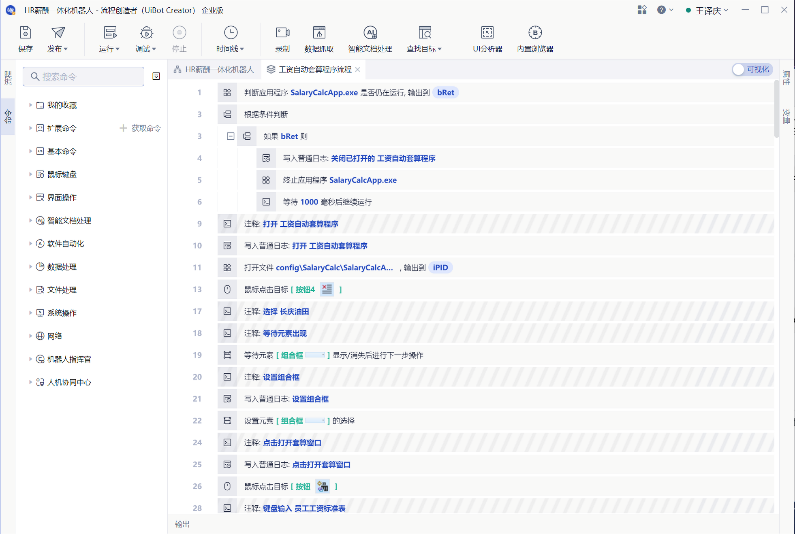 HR薪酬一体化机器人 - 流程创造者（UiBot Creator） 企业版
王泽庆
保存 发布 运行 调试 停止 时间线 录制 数据抓取 智能文档处理 查找目标 UI分析器 内置浏览器
搜索命令
命令
我的收藏
扩展命令 + 获取命令
基本命令
鼠标键盘
界面操作
智能文档处理
软件自动化
数据处理
文件处理
系统操作
网络
机器人指挥官
人机协同中心
HR薪酬一体化机器人 工资自动套算程序流程
可视化
1 判断应用程序 SalaryCalcApp.exe 是否仍在运行, 输出到 bRet
3 根据条件判断
3 如果 bRet 则
4 写入普通日志: 关闭已打开的 工资自动套算程序
5 终止应用程序 SalaryCalcApp.exe
6 等待 1000 毫秒后继续运行
9 注释: 打开 工资自动套算程序
10 写入普通日志: 打开 工资自动套算程序
11 打开文件 config\SalaryCalc\SalaryCalcA... , 输出到 iPID
13 鼠标点击目标 [ 按钮4 ]
17 注释: 选择 长庆油田
18 注释: 等待元素出现
19 等待元素 [ 组合框 ] 显示/消失后进行下一步操作
20 注释: 设置组合框
21 写入普通日志: 设置组合框
22 设置元素 [ 组合框 ] 的选择
24 注释: 点击打开套算窗口
25 写入普通日志: 点击打开套算窗口
26 鼠标点击目标 [ 按钮 ]
28 注释: 键盘输入 员工工资标准表
输出